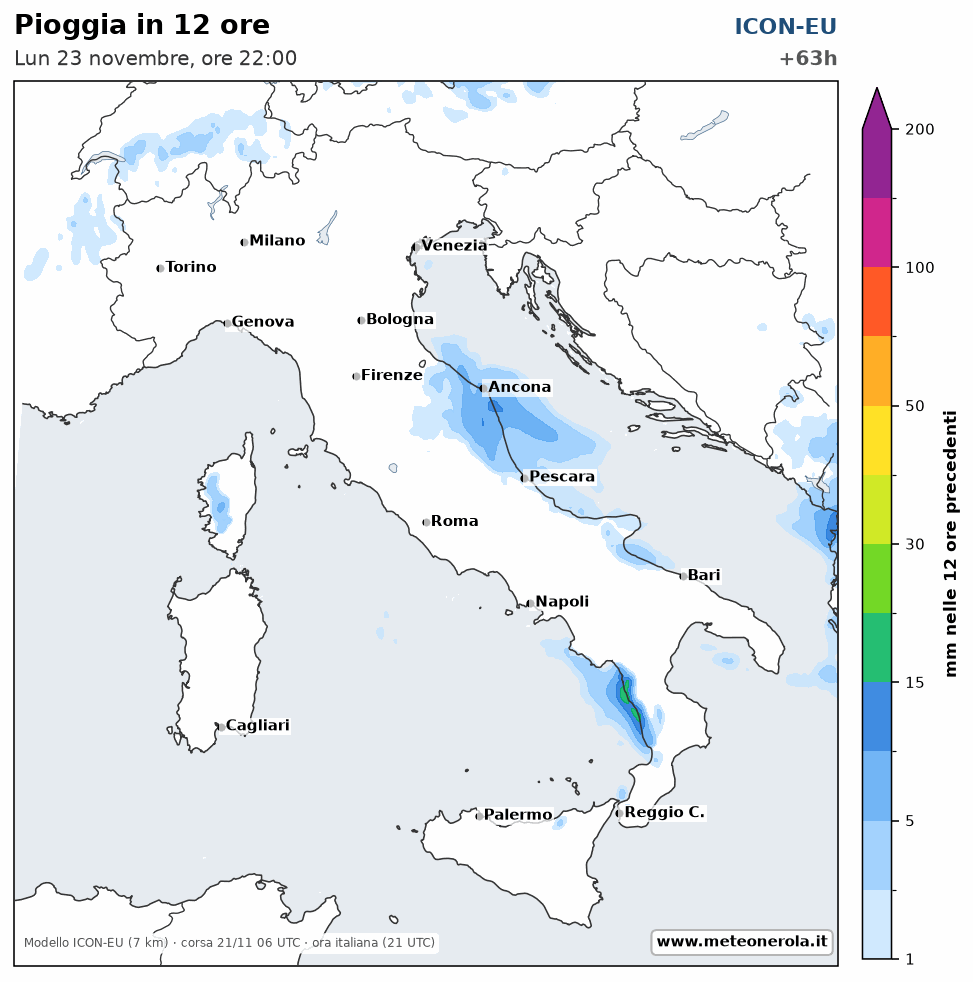 Pioggia in 12 ore
ICON-EU
Lun 23 novembre, ore 22:00
+63h
Milano
Venezia
Torino
Genova
Bologna
Firenze
Ancona
Pescara
Roma
Bari
Napoli
Cagliari
Palermo
Reggio C.
200
100
50
30
15
5
1
mm nelle 12 ore precedenti
Modello ICON-EU (7 km) · corsa 21/11 06 UTC · ora italiana (21 UTC)
www.meteonerola.it